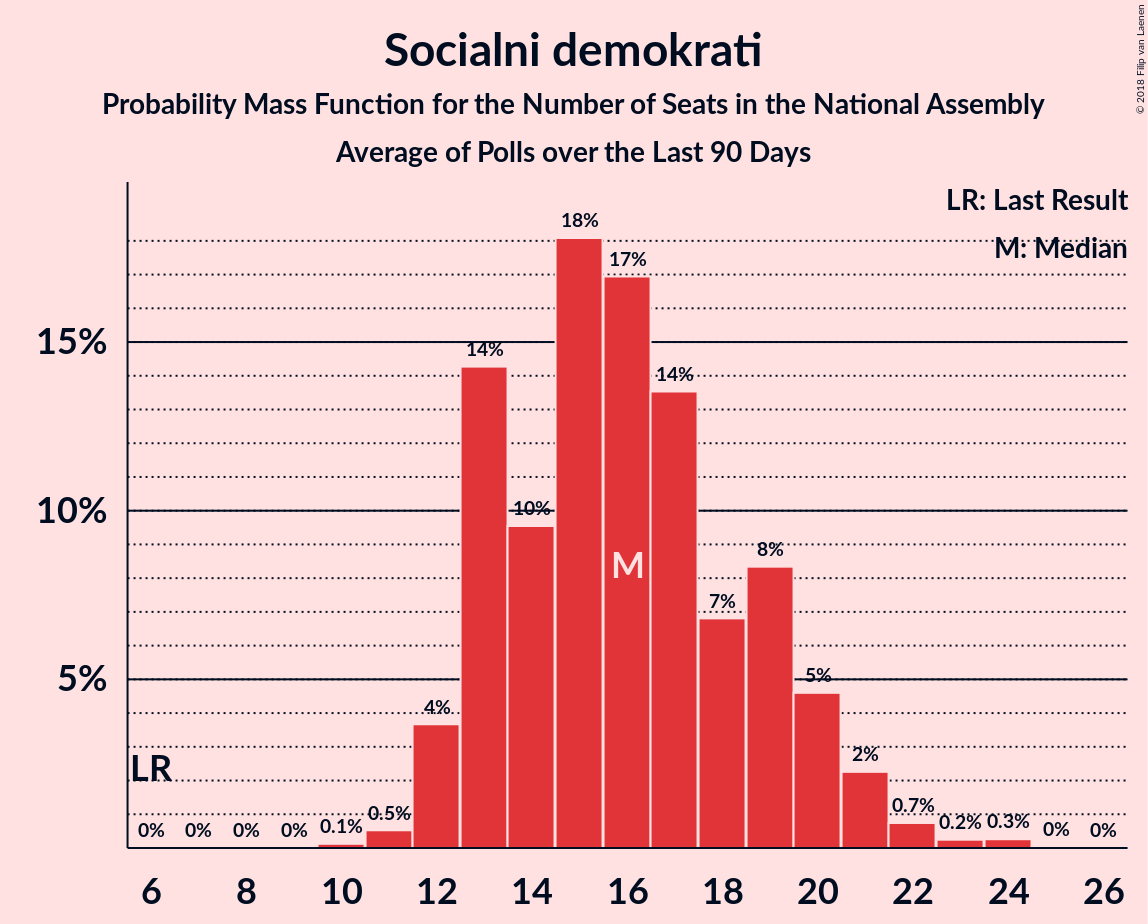 Socialni demokrati
Probability Mass Function for the Number of Seats in the National Assembly
Average of Polls over the Last 90 Days
© 2018 Filip van Laenen
LR: Last Result
M: Median
18%
17%
15%
14%
14%
10%
10%
M
8%
7%
5%
5%
4%
2%
LR
0% 0% 0% 0% 0.1% 0.5% 0.7% 0.2% 0.3% 0% 0%
6 8 10 12 14 16 18 20 22 24 26